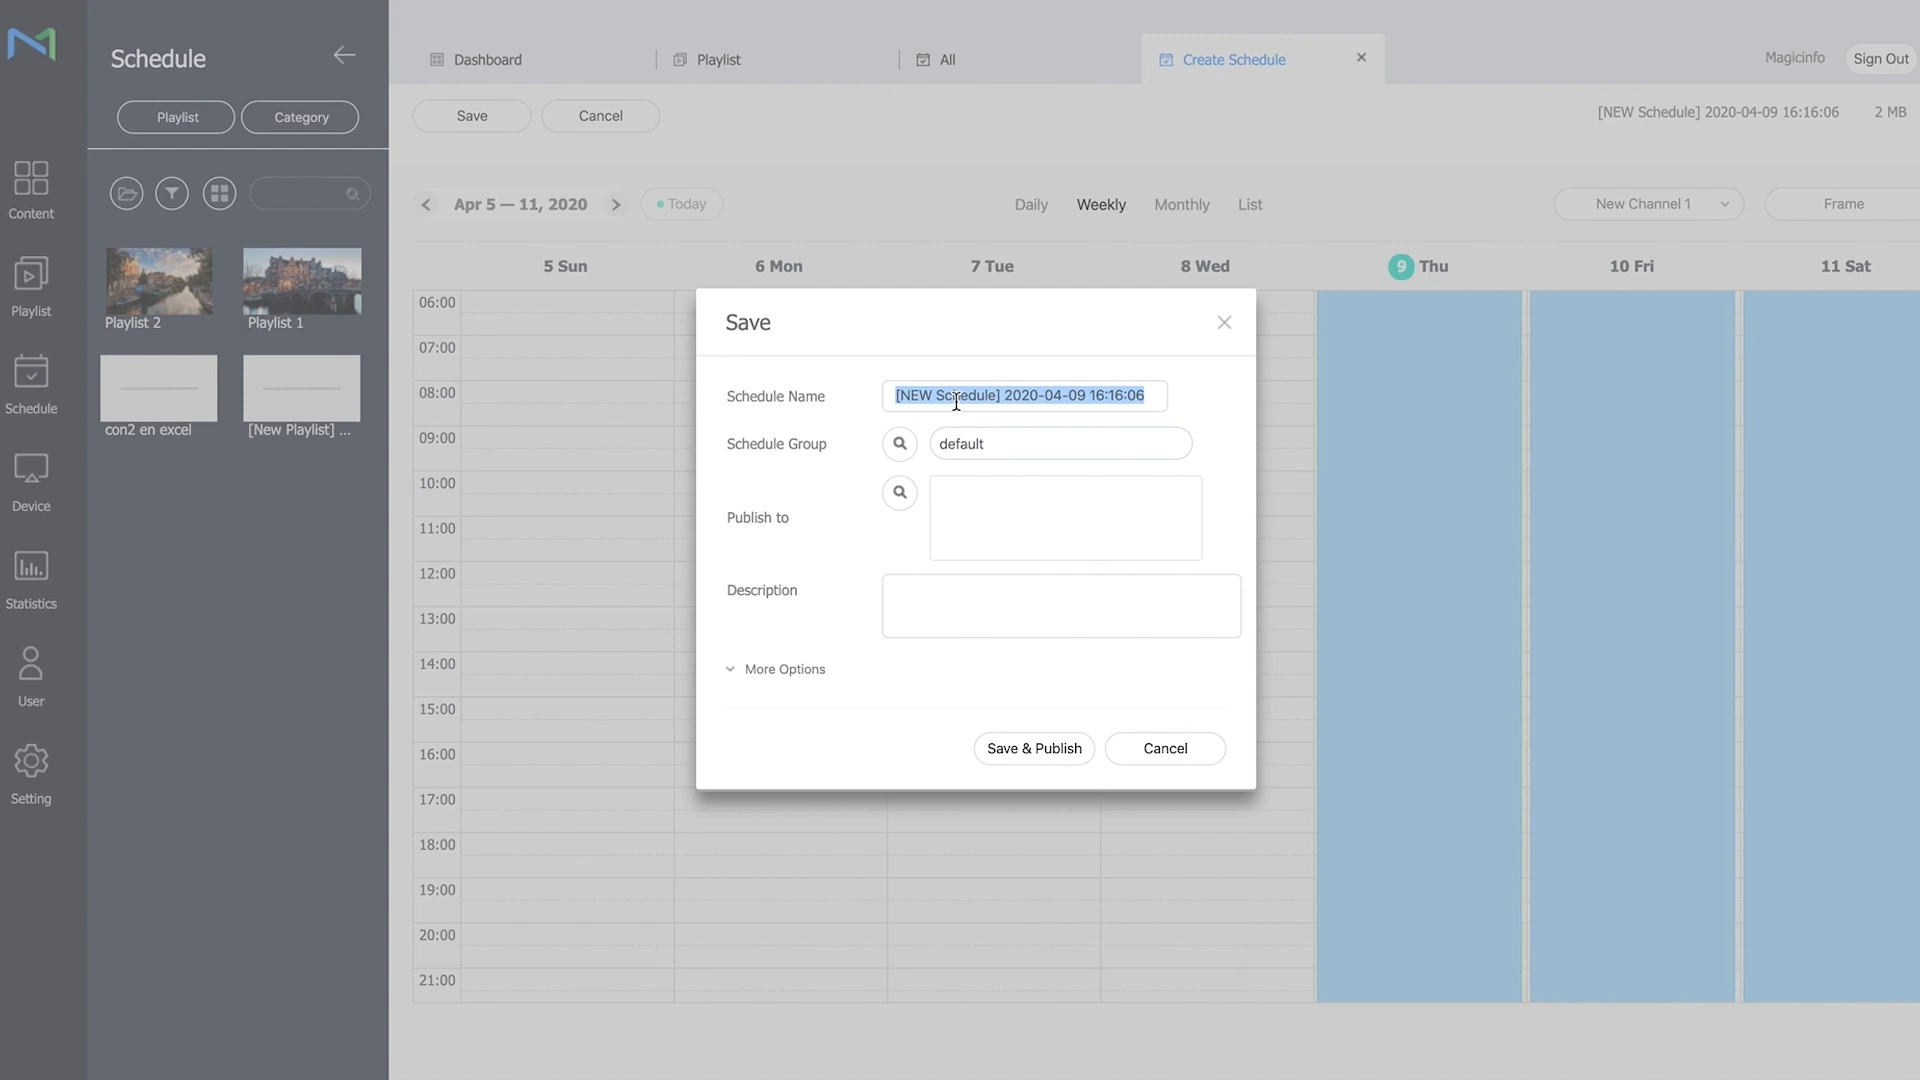 Schedule
Playlist
Category
Playlist 2
Playlist 1
con2 en excel
[New Playlist] ...
Content
Playlist
Schedule
Device
Statistics
User
Setting
Dashboard
Playlist
All
Create Schedule
Magicinfo
Sign Out
Save
Cancel
[NEW Schedule] 2020-04-09 16:16:06
2 MB
Apr 5 — 11, 2020
Today
Daily
Weekly
Monthly
List
New Channel 1
Frame
5 Sun
6 Mon
7 Tue
8 Wed
9 Thu
10 Fri
11 Sat
06:00
07:00
08:00
09:00
10:00
11:00
12:00
13:00
14:00
15:00
16:00
17:00
18:00
19:00
20:00
21:00
Save
Schedule Name
[NEW Schedule] 2020-04-09 16:16:06
Schedule Group
default
Publish to
Description
More Options
Save & Publish
Cancel